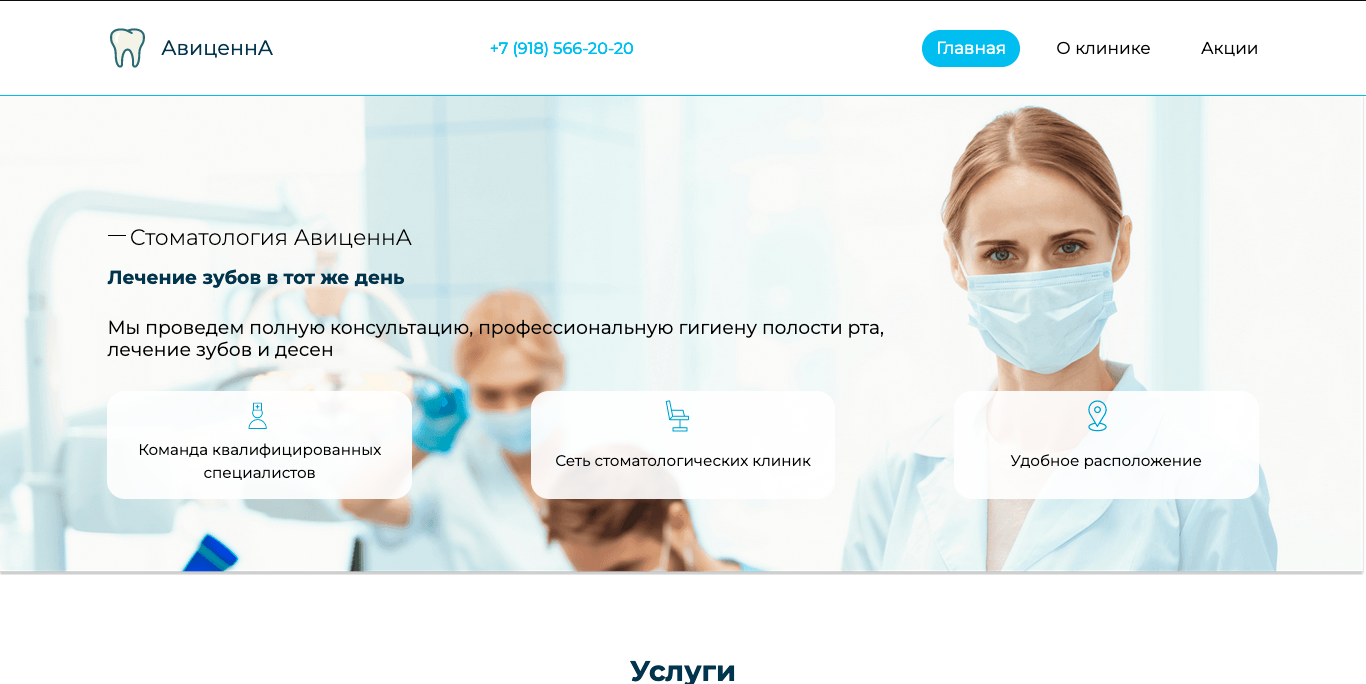 АвиценнА
+7 (918) 566-20-20
Главная
О клинике
Акции
— Стоматология АвиценнА
Лечение зубов в тот же день
Мы проведем полную консультацию, профессиональную гигиену полости рта,
лечение зубов и десен
Команда квалифицированных
специалистов
Сеть стоматологических клиник
Удобное расположение
Услуги